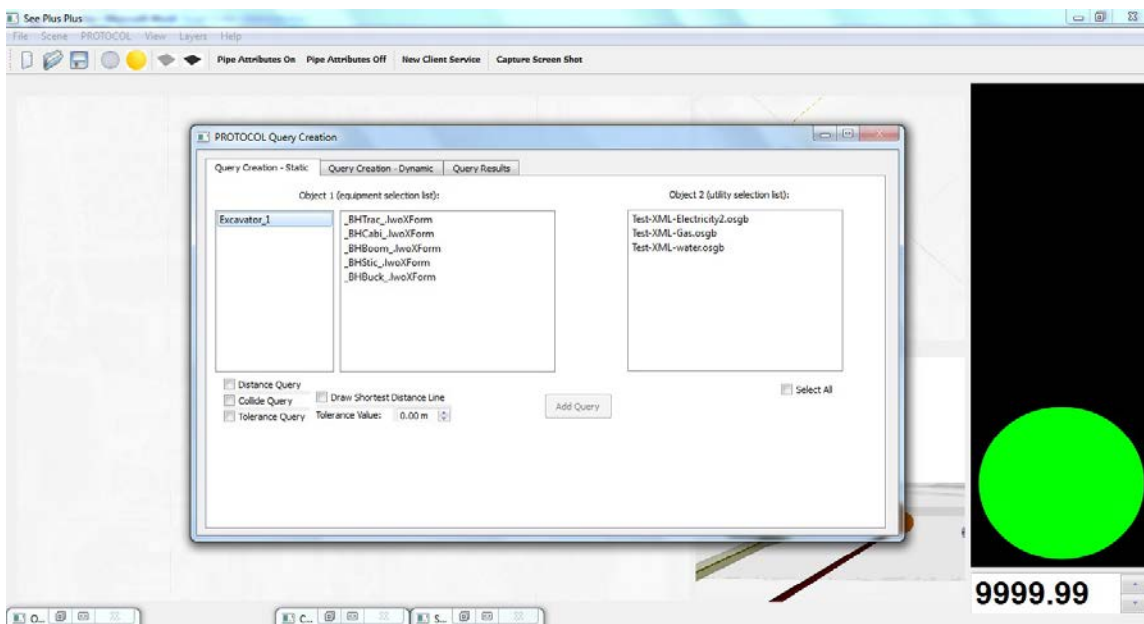 See Plus Plus
File Scene PROTOCOL View Layers Help
Pipe Attributes On Pipe Attributes Off New Client Service Capture Screen Shot
PROTOCOL Query Creation
Query Creation - Static Query Creation - Dynamic Query Results
Object 1 (equipment selection list): Object 2 (utility selection list):
Excavator_1 _BHTrac_.lwoXForm Test-XML-Electricity2.osgb
_BHCabi_.lwoXForm Test-XML-Gas.osgb
_BHBoom_.lwoXForm Test-XML-water.osgb
_BHStic_.lwoXForm
_BHBuck_.lwoXForm
Distance Query Select All
Collide Query Draw Shortest Distance Line Add Query
Tolerance Query Tolerance Value: 0.00 m
9999.99
O... C... S...